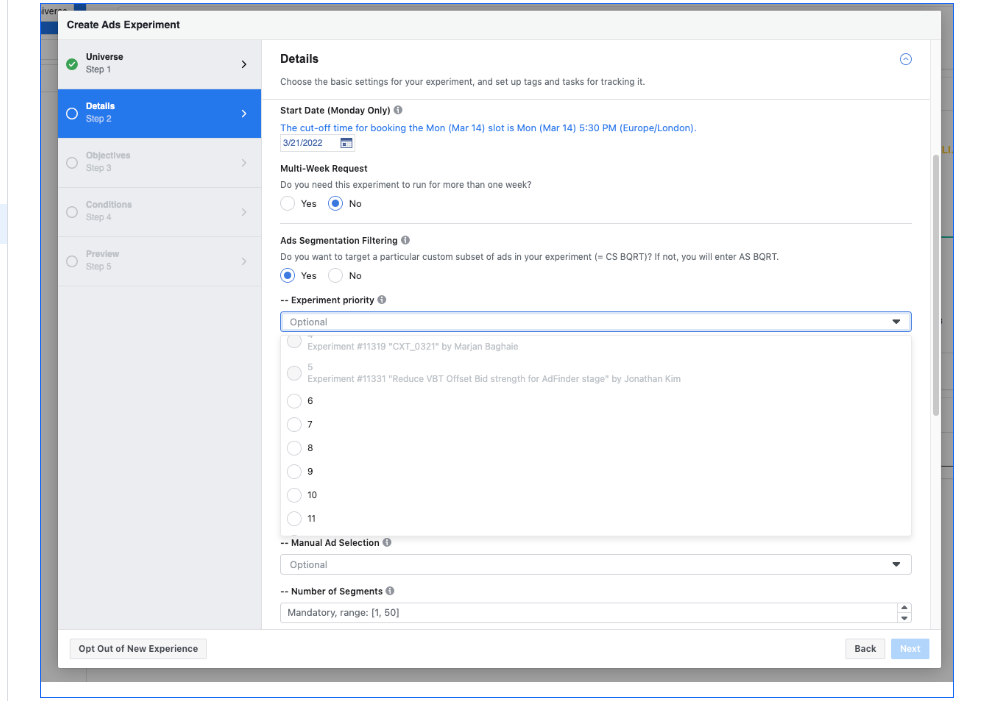 Create Ads Experiment
Universe
Step 1
Details
Step 2
Objectives
Step 3
Conditions
Step 4
Preview
Step 5
Details
Choose the basic settings for your experiment, and set up tags and tasks for tracking it.
Start Date (Monday Only)
The cut-off time for booking the Mon (Mar 14) slot is Mon (Mar 14) 5:30 PM (Europe/London).
3/21/2022
Multi-Week Request
Do you need this experiment to run for more than one week?
Yes No
Ads Segmentation Filtering
Do you want to target a particular custom subset of ads in your experiment (= CS BQRT)? If not, you will enter AS BQRT.
Yes No
-- Experiment priority
Optional
Experiment #11319 "CXT_0321" by Marjan Baghaie
5
Experiment #11331 "Reduce VBT Offset Bid strength for AdFinder stage" by Jonathan Kim
6
7
8
9
10
11
-- Manual Ad Selection
Optional
-- Number of Segments
Mandatory, range: [1, 50]
Opt Out of New Experience
Back
Next